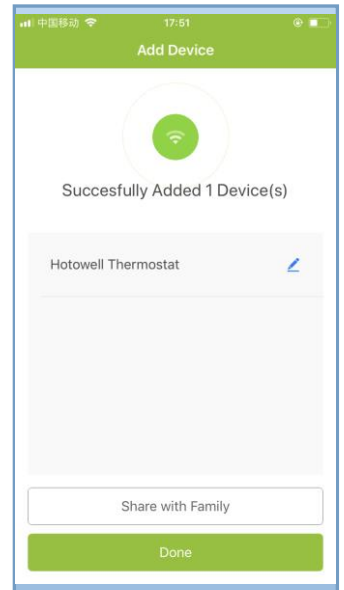 中国移动 17:51
Add Device
Succesfully Added 1 Device(s)
Hotowell Thermostat
Share with Family
Done